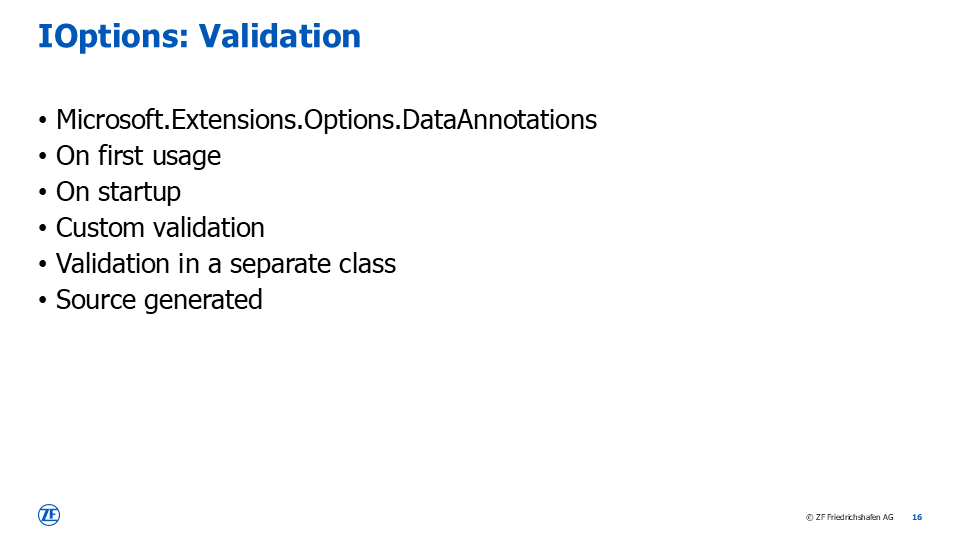 IOptions: Validation
• Microsoft.Extensions.Options.DataAnnotations
• On first usage
• On startup
• Custom validation
• Validation in a separate class
• Source generated
ZF
© ZF Friedrichshafen AG 16